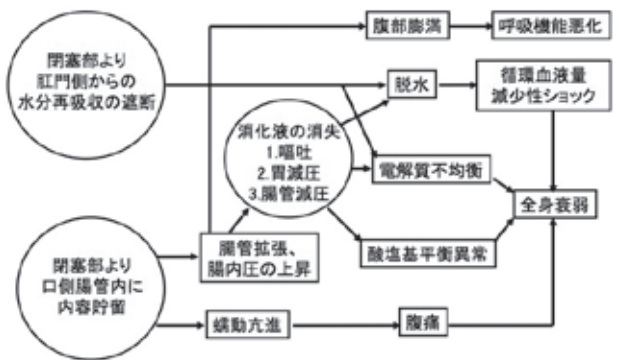 腹部膨満
呼吸機能悪化
閉塞部より
肛門側からの
水分再吸収の遮断
脱水
循環血液量
減少性ショック
消化液の消失
1.嘔吐
2.胃減圧
3.腸管減圧
電解質不均衡
全身衰弱
閉塞部より
口側腸管内に
内容貯留
腸管拡張、
腸内圧の上昇
酸塩基平衡異常
蠕動亢進
腹痛